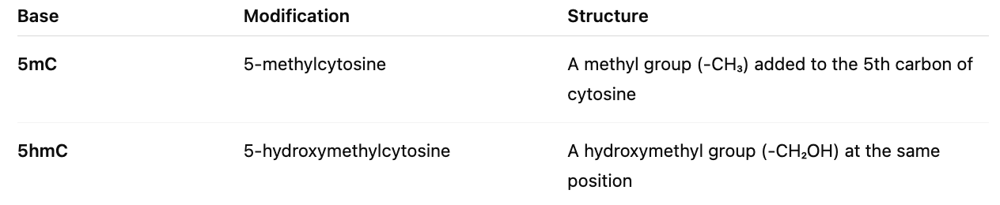 Base Modification Structure
5mC 5-methylcytosine A methyl group (-CH₃) added to the 5th carbon of
cytosine
5hmC 5-hydroxymethylcytosine A hydroxymethyl group (-CH₂OH) at the same
position